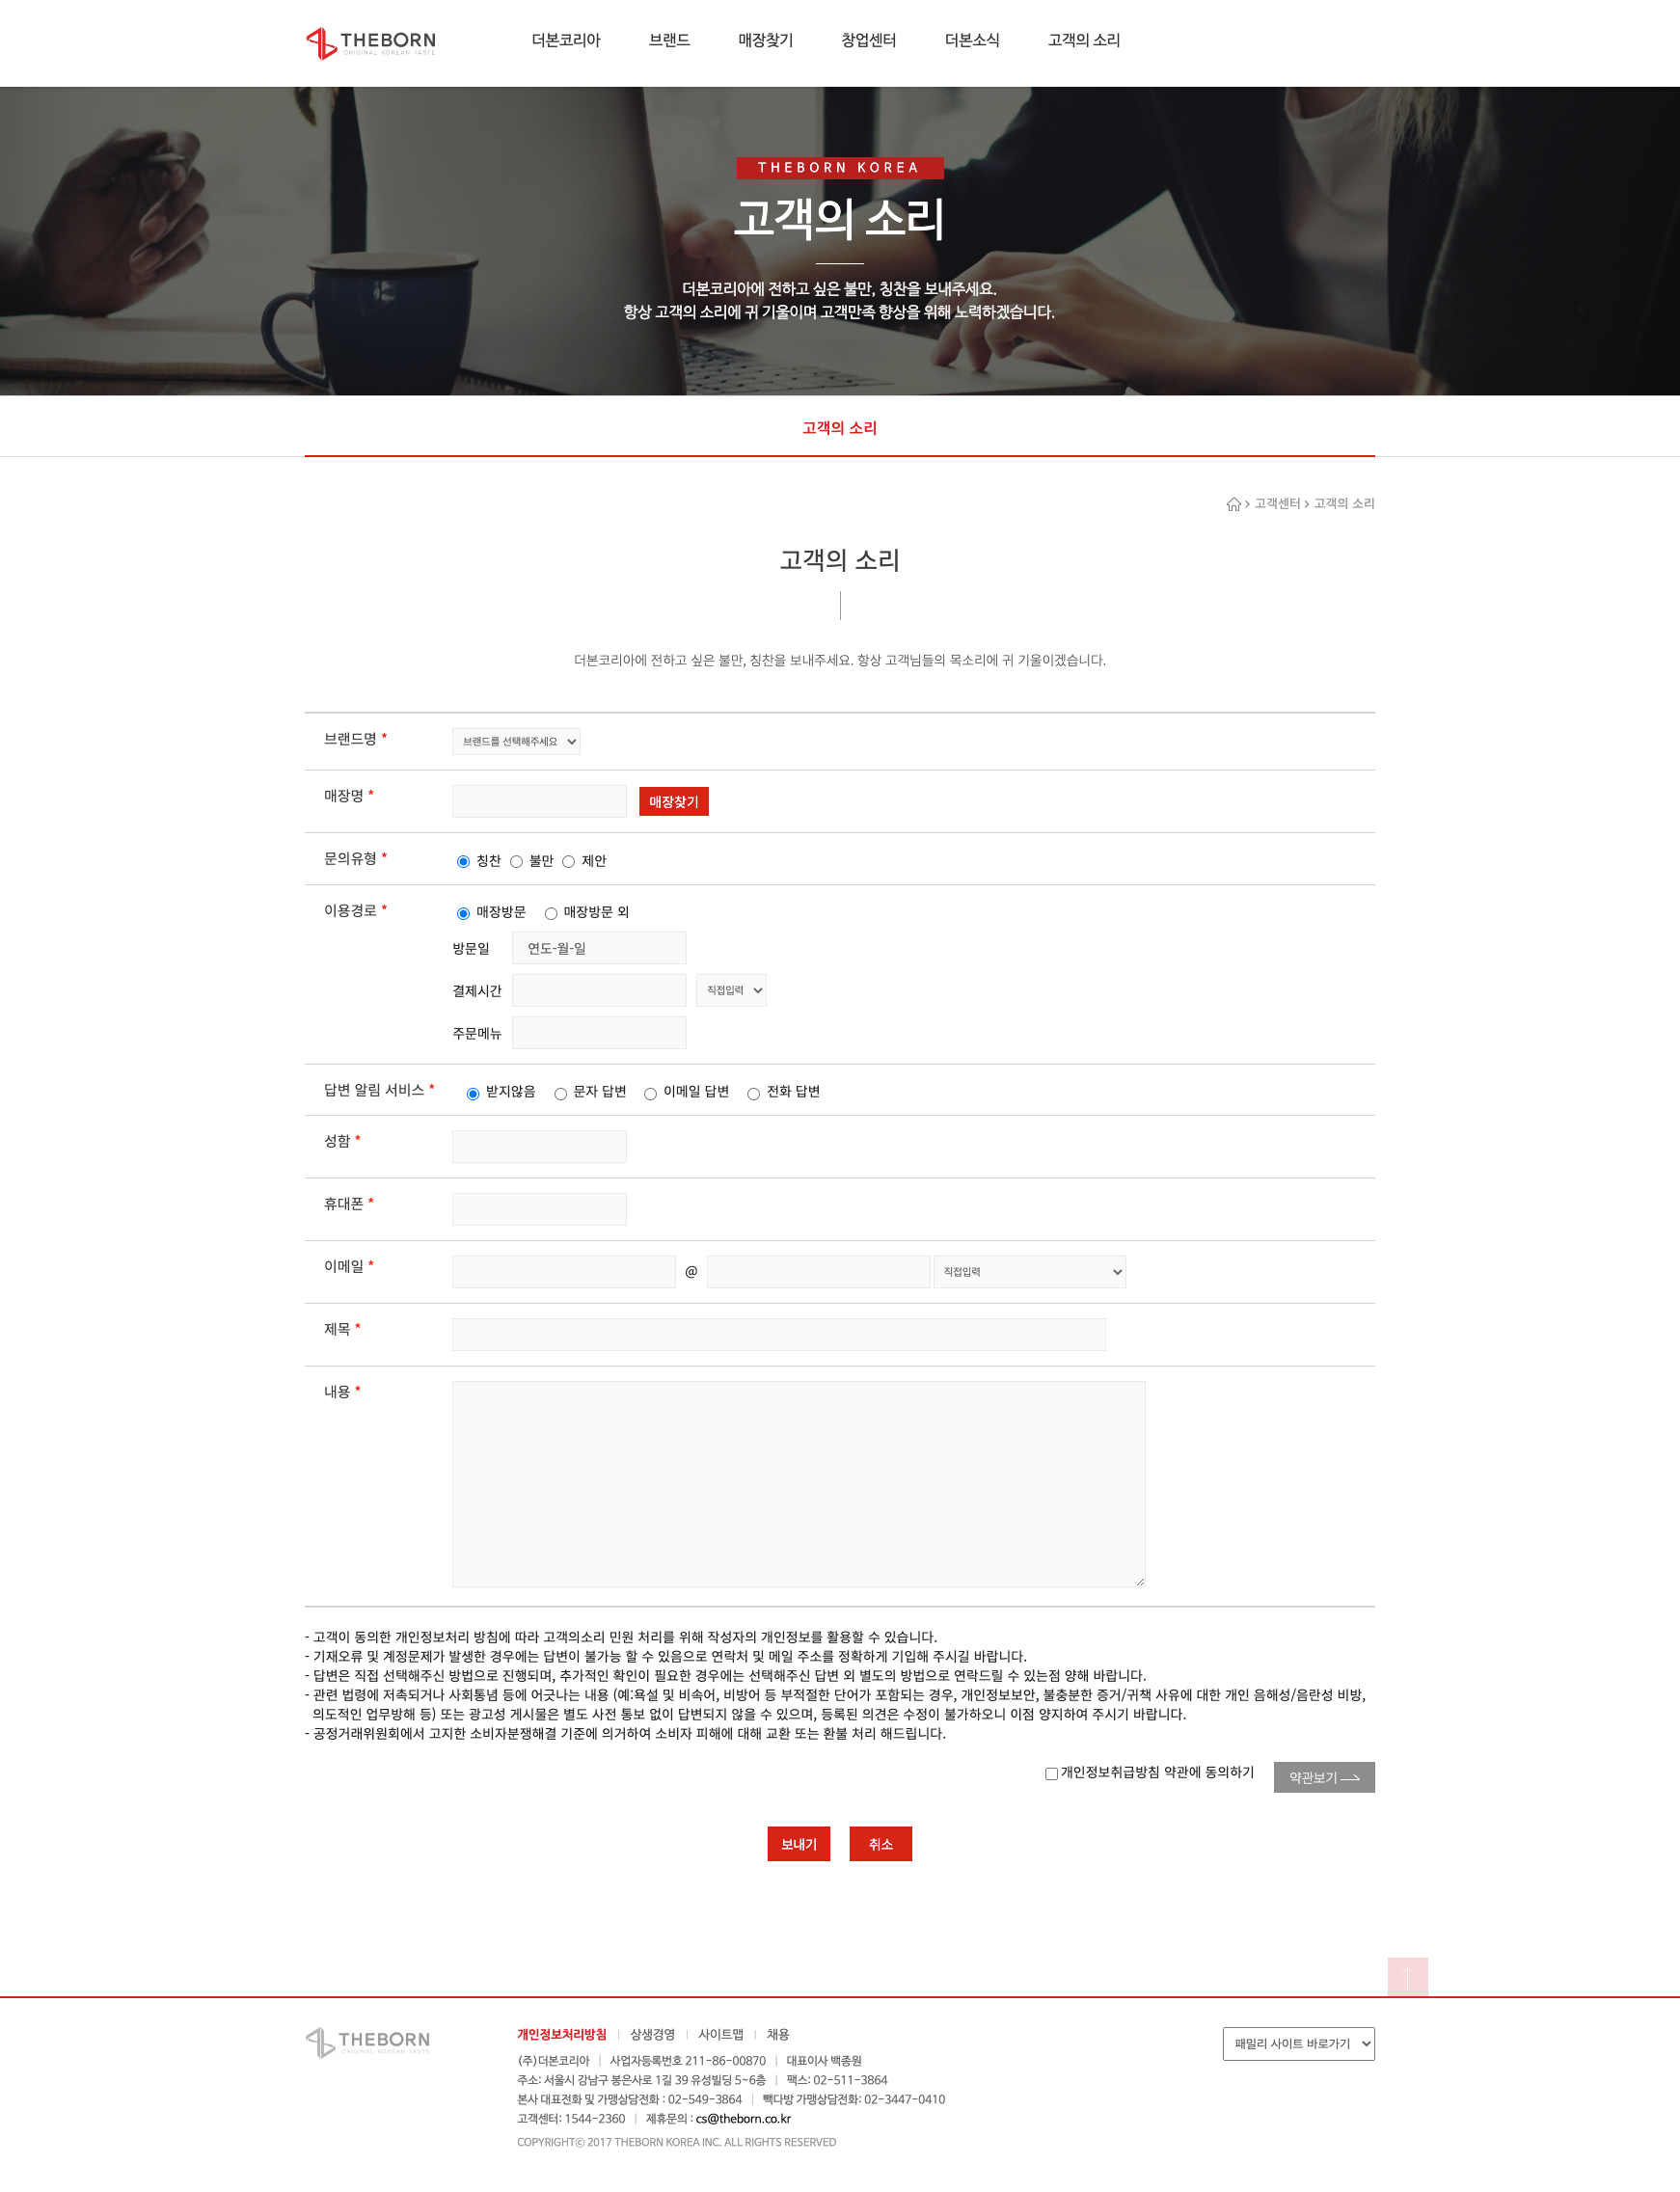 THEBORN
ORIGINAL KOREAN TASTE
더본코리아 브랜드 매장찾기 창업센터 더본소식 고객의 소리
THEBORN KOREA
고객의 소리
더본코리아에 전하고 싶은 불만, 칭찬을 보내주세요.
항상 고객의 소리에 귀 기울이며 고객만족 향상을 위해 노력하겠습니다.
고객의 소리
> 고객센터 > 고객의 소리
고객의 소리
더본코리아에 전하고 싶은 불만, 칭찬을 보내주세요. 항상 고객님들의 목소리에 귀 기울이겠습니다.
브랜드명 * 브랜드를 선택해주세요
매장명 * 매장찾기
문의유형 * 칭찬 불만 제안
이용경로 * 매장방문 매장방문 외
방문일 연도-월-일
결제시간 직접입력
주문메뉴
답변 알림 서비스 * 받지않음 문자 답변 이메일 답변 전화 답변
성함 *
휴대폰 *
이메일 * @ 직접입력
제목 *
내용 *
- 고객이 동의한 개인정보처리 방침에 따라 고객의소리 민원 처리를 위해 작성자의 개인정보를 활용할 수 있습니다.
- 기재오류 및 계정문제가 발생한 경우에는 답변이 불가능 할 수 있음으로 연락처 및 메일 주소를 정확하게 기입해 주시길 바랍니다.
- 답변은 직접 선택해주신 방법으로 진행되며, 추가적인 확인이 필요한 경우에는 선택해주신 답변 외 별도의 방법으로 연락드릴 수 있는점 양해 바랍니다.
- 관련 법령에 저촉되거나 사회통념 등에 어긋나는 내용 (예:욕설 및 비속어, 비방어 등 부적절한 단어가 포함되는 경우, 개인정보보안, 불충분한 증거/귀책 사유에 대한 개인 음해성/음란성 비방,
의도적인 업무방해 등) 또는 광고성 게시물은 별도 사전 통보 없이 답변되지 않을 수 있으며, 등록된 의견은 수정이 불가하오니 이점 양지하여 주시기 바랍니다.
- 공정거래위원회에서 고지한 소비자분쟁해결 기준에 의거하여 소비자 피해에 대해 교환 또는 환불 처리 해드립니다.
개인정보취급방침 약관에 동의하기 약관보기
보내기 취소
THEBORN
ORIGINAL KOREAN TASTE
개인정보처리방침 | 상생경영 | 사이트맵 | 채용
패밀리 사이트 바로가기
(주)더본코리아 | 사업자등록번호 211-86-00870 | 대표이사 백종원
주소: 서울시 강남구 봉은사로 1길 39 유성빌딩 5~6층 | 팩스: 02-511-3864
본사 대표전화 및 가맹상담전화 : 02-549-3864 | 빽다방 가맹상담전화: 02-3447-0410
고객센터: 1544-2360 | 제휴문의 : cs@theborn.co.kr
COPYRIGHT© 2017 THEBORN KOREA INC. ALL RIGHTS RESERVED